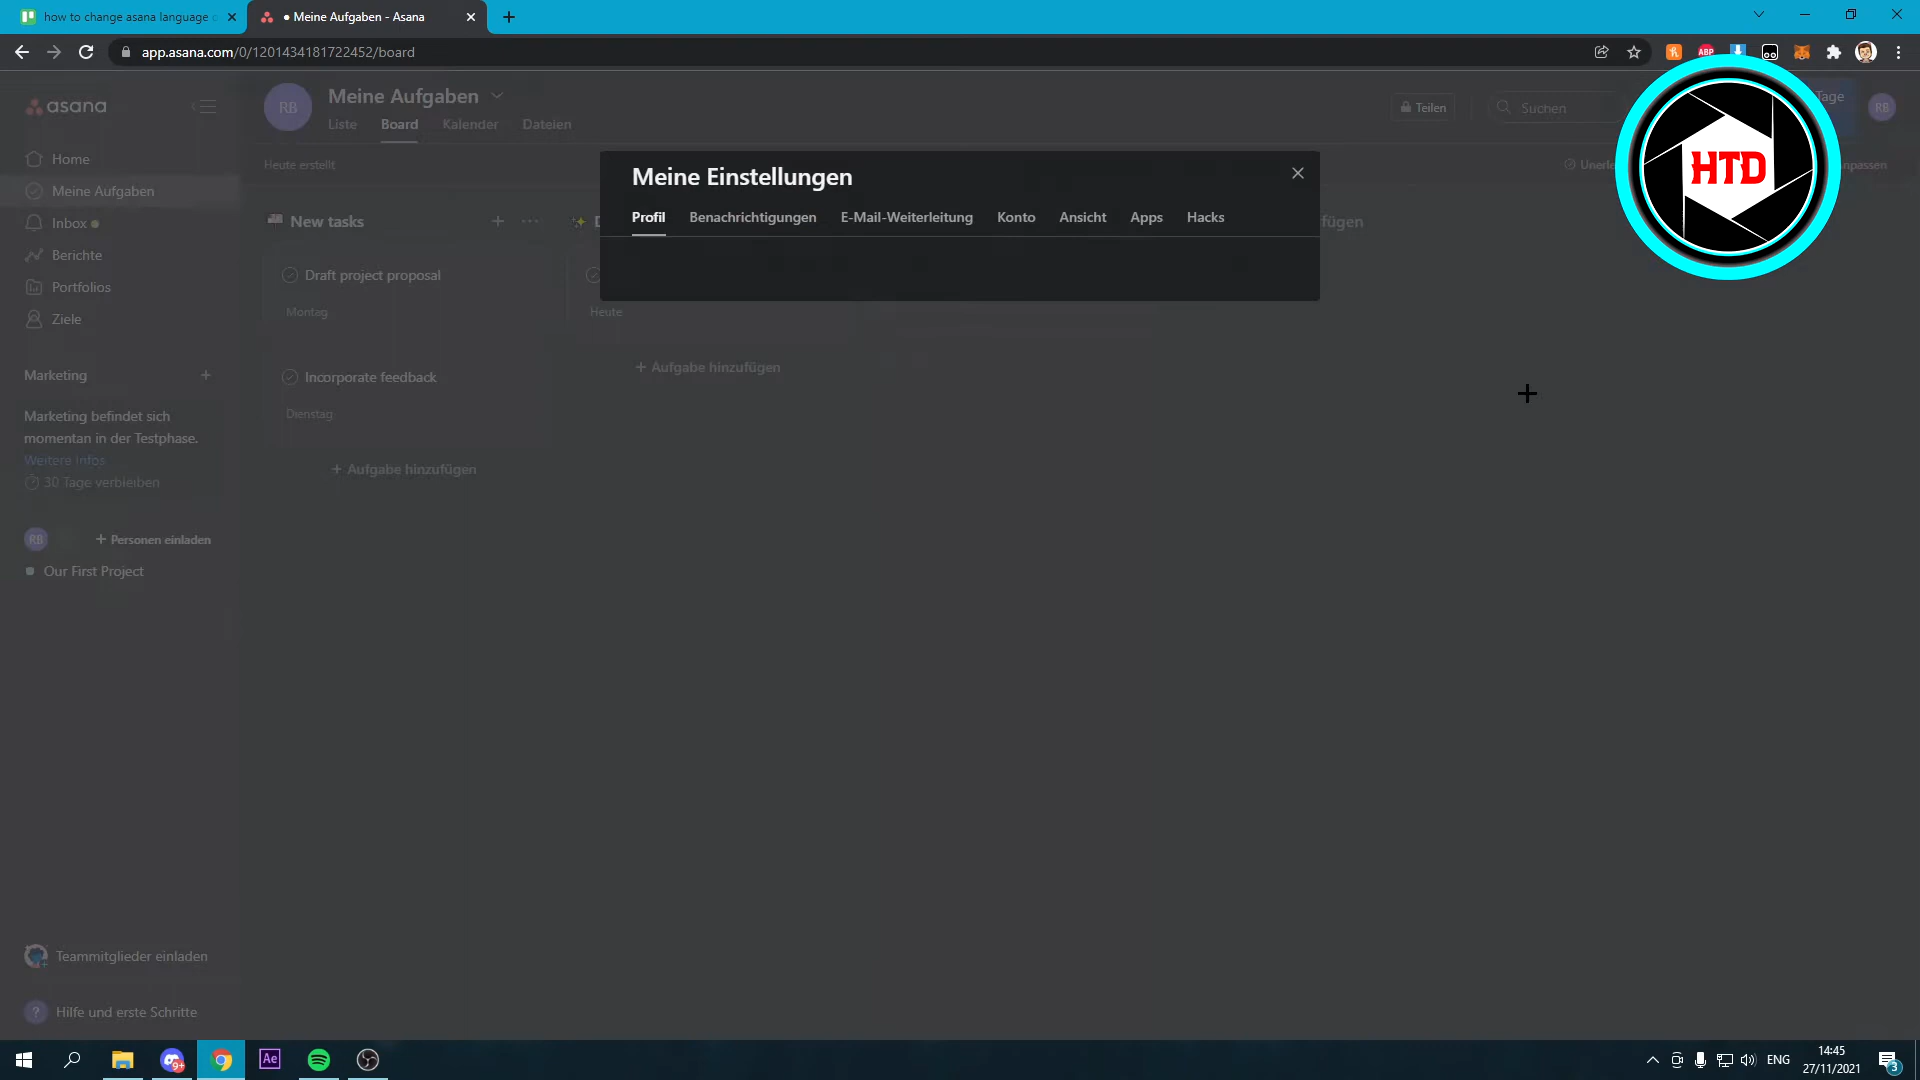 how to change asana language
• Meine Aufgaben - Asana
app.asana.com/0/1201434181722452/board
ABP
asana
Home
Meine Aufgaben
Inbox
Berichte
Portfolios
Ziele
Marketing
Marketing befindet sich
momentan in der Testphase.
Weitere Infos
30 Tage verbleiben
RB
+ Personen einladen
Our First Project
Teammitglieder einladen
? Hilfe und erste Schritte
RB
Meine Aufgaben
Liste Board Kalender Dateien
Teilen
Suchen
Tage
RB
Heute erstellt
New tasks
Draft project proposal
Montag
Incorporate feedback
Dienstag
+ Aufgabe hinzufügen
Heute
+ Aufgabe hinzufügen
Meine Einstellungen
Profil Benachrichtigungen E-Mail-Weiterleitung Konto Ansicht Apps Hacks
HTD
9+
Ae
ENG
14:45
27/11/2021
3